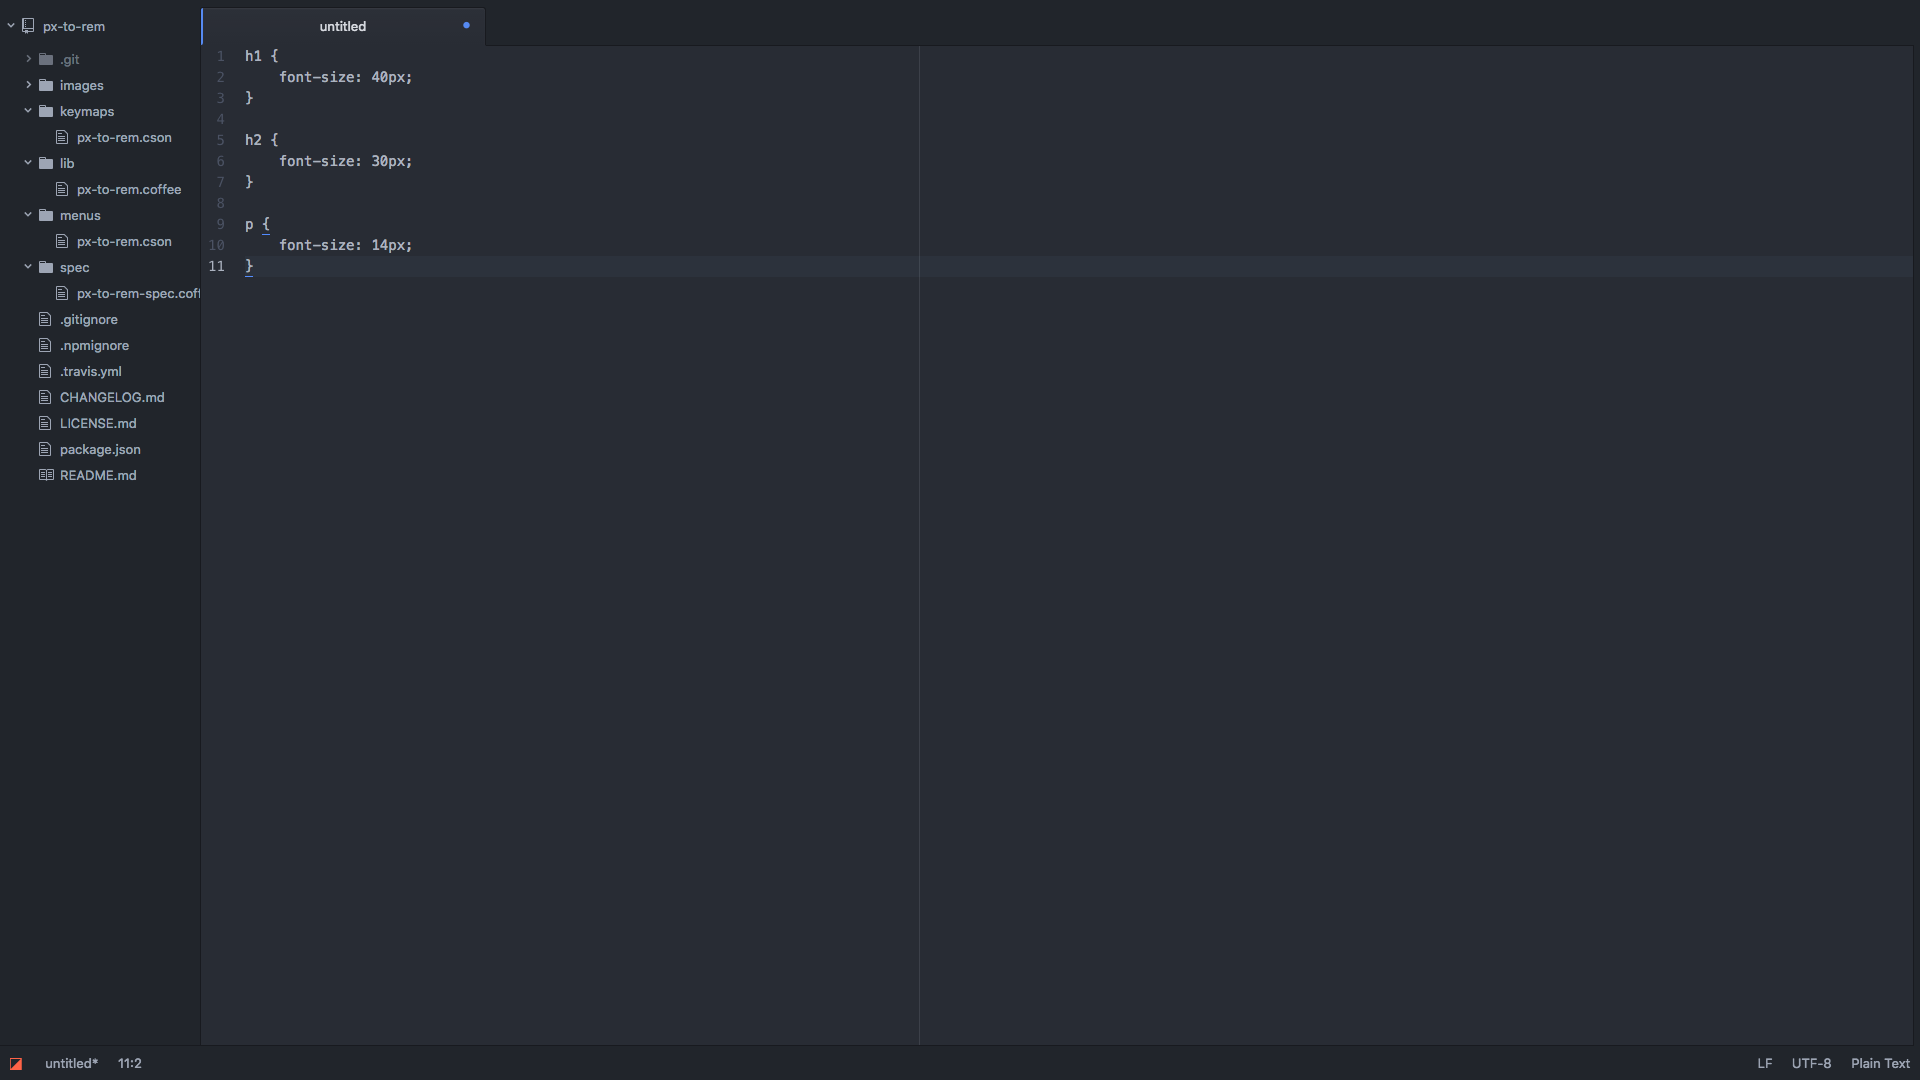 px-to-rem
.git
images
keymaps
px-to-rem.cson
lib
px-to-rem.coffee
menus
px-to-rem.cson
spec
px-to-rem-spec.coff
.gitignore
.npmignore
.travis.yml
CHANGELOG.md
LICENSE.md
package.json
README.md
untitled
1 h1 {
2     font-size: 40px;
3 }
4
5 h2 {
6     font-size: 30px;
7 }
8
9 p {
10     font-size: 14px;
11 }
untitled* 11:2 LF UTF-8 Plain Text